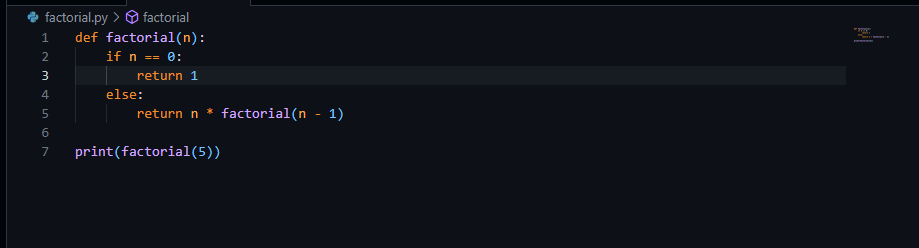 factorial.py > factorial
1 def factorial(n):
2     if n == 0:
3         return 1
4     else:
5         return n * factorial(n - 1)
6
7 print(factorial(5))